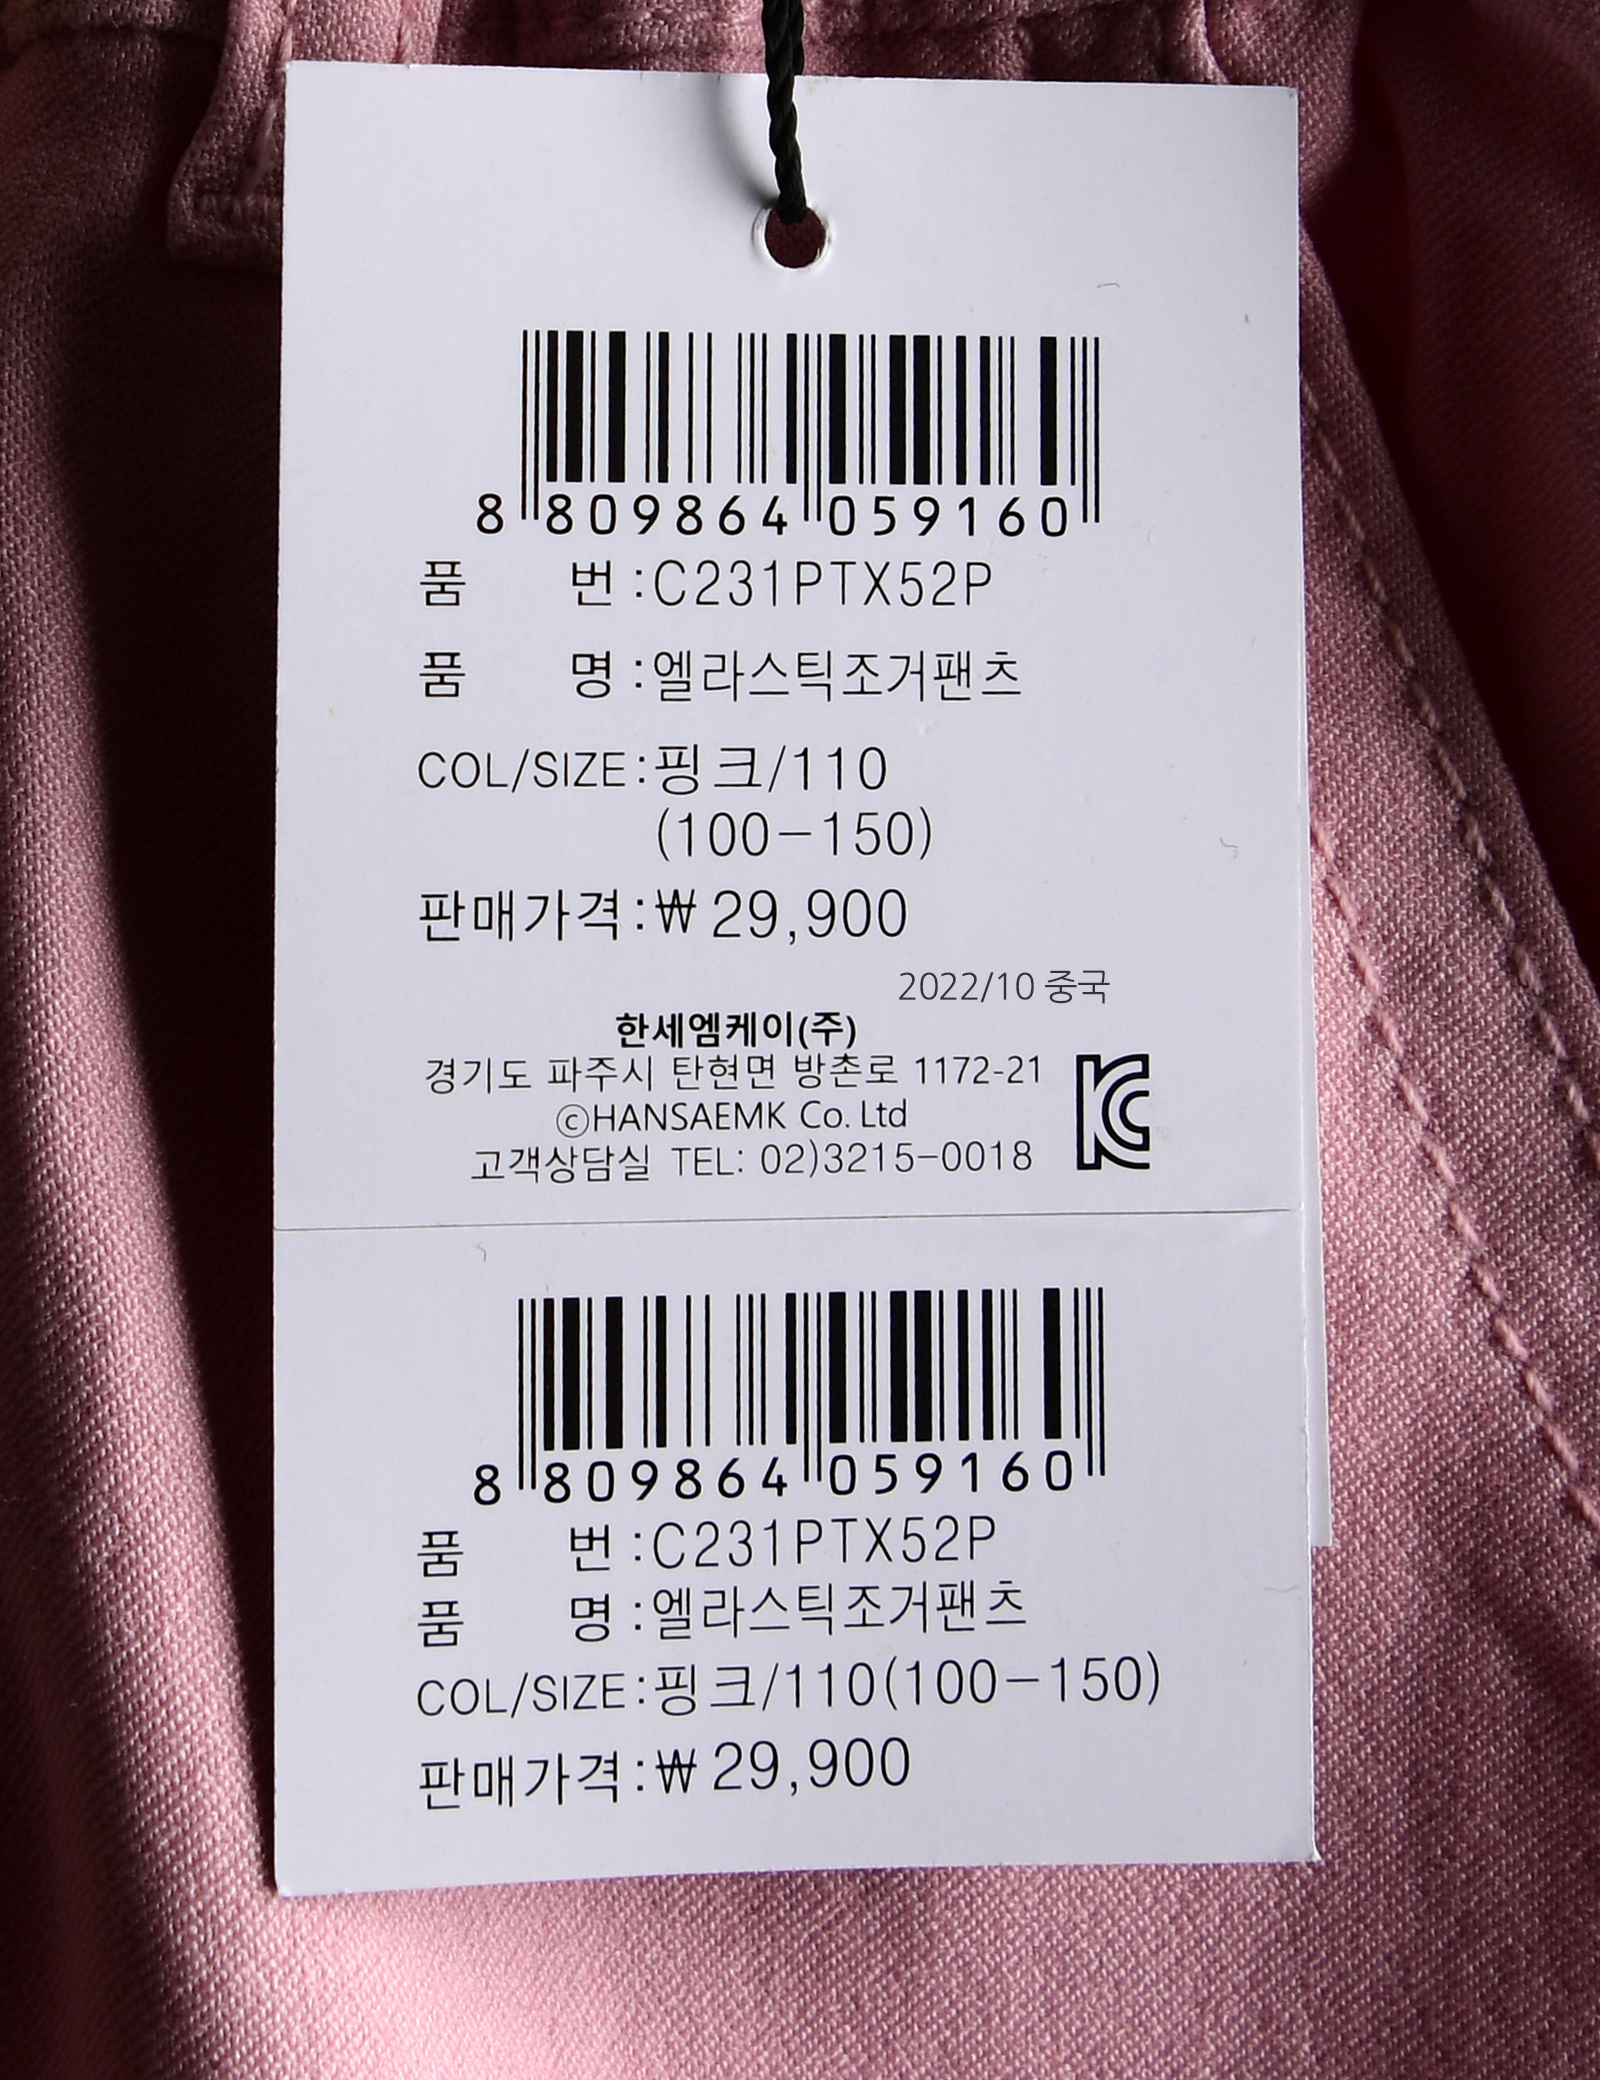 8 809864 059160
품 번 : C231PTX52P
품 명 : 엘라스틱조거팬츠
COL/SIZE : 핑크/110
(100-150)
판매가격 : ₩ 29,900
2022/10 중국
한세엠케이(주)
경기도 파주시 탄현면 방촌로 1172-21
ⓒHANSAEMK Co. Ltd
고객상담실 TEL: 02)3215-0018
KC
8 809864 059160
품 번 : C231PTX52P
품 명 : 엘라스틱조거팬츠
COL/SIZE : 핑크/110(100-150)
판매가격 : ₩ 29,900